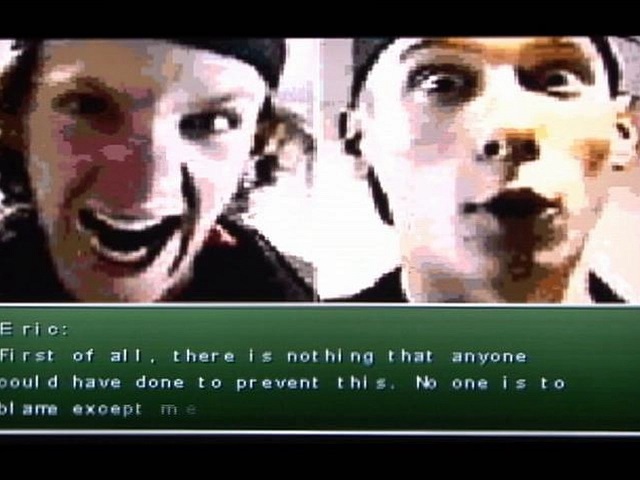 Eric:
First of all, there is nothing that anyone
could have done to prevent this. No one is to
blame except me